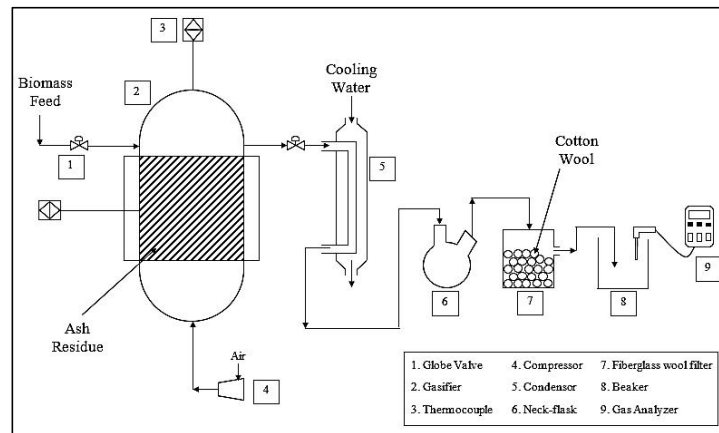 3
Cooling
Water
Biomass
Feed
2
Cotton
Wool
1
5
9
6
7
8
Ash
Residue
Air
4
1. Globe Valve
2. Gasifier
3. Thermocouple
4. Compressor
5. Condensor
6. Neck-flask
7. Fiberglass wool filter
8. Beaker
9. Gas Analyzer